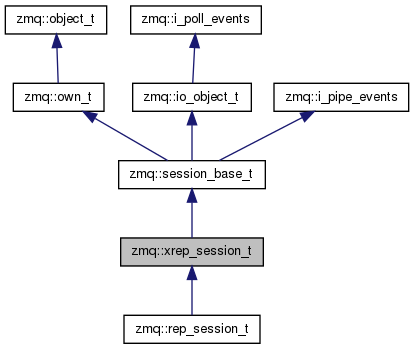 zmq::object_t
zmq::i_poll_events
zmq::own_t
zmq::io_object_t
zmq::i_pipe_events
zmq::session_base_t
zmq::xrep_session_t
zmq::rep_session_t